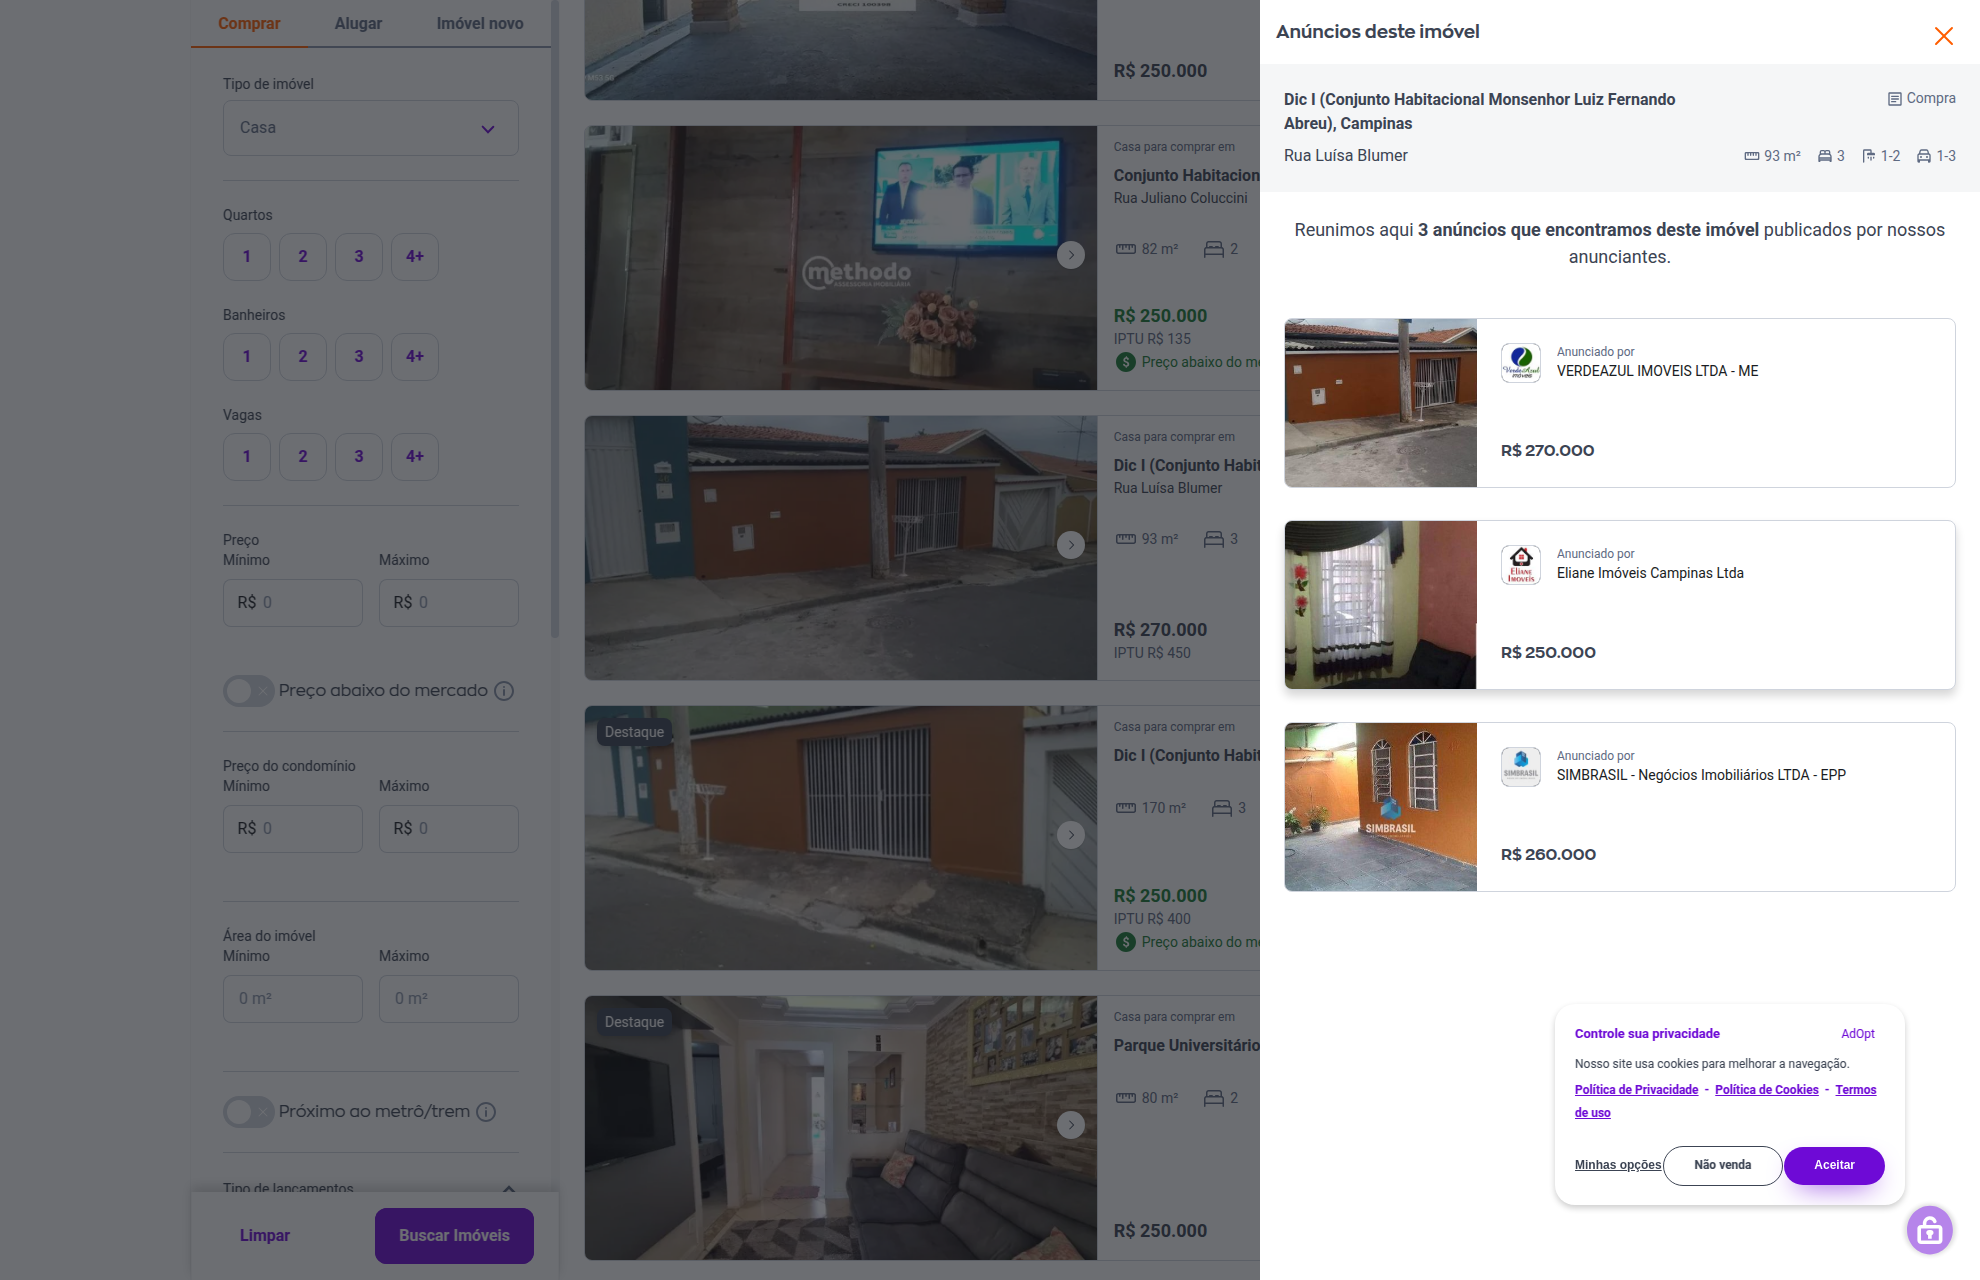 Comprar
Alugar
Imóvel novo
Tipo de imóvel
Casa
Quartos
1
2
3
4+
Banheiros
1
2
3
4+
Vagas
1
2
3
4+
Preço
Mínimo
Máximo
R$ 0
R$ 0
Preço abaixo do mercado
Preço do condomínio
Mínimo
Máximo
R$ 0
R$ 0
Área do imóvel
Mínimo
Máximo
0 m²
0 m²
Próximo ao metrô/trem
Tipo de lançamentos
Limpar
Buscar Imóveis
R$ 250.000
methodo
ASSESSORIA IMOBILIÁRIA
Casa para comprar em
Conjunto Habitacion
Rua Juliano Coluccini
82 m²
2
R$ 250.000
IPTU R$ 135
Preço abaixo do me
Casa para comprar em
Dic I (Conjunto Habit
Rua Luísa Blumer
93 m²
3
R$ 270.000
IPTU R$ 450
Destaque
Casa para comprar em
Dic I (Conjunto Habit
170 m²
3
R$ 250.000
IPTU R$ 400
Preço abaixo do me
Destaque
Casa para comprar em
Parque Universitário
80 m²
2
R$ 250.000
Anúncios deste imóvel
Dic I (Conjunto Habitacional Monsenhor Luiz Fernando
Abreu), Campinas
Compra
Rua Luísa Blumer
93 m²
3
1-2
1-3
Reunimos aqui 3 anúncios que encontramos deste imóvel publicados por nossos
anunciantes.
VerdeAzul
imóveis
Anunciado por
VERDEAZUL IMOVEIS LTDA - ME
R$ 270.000
Eliane
Imóveis
Anunciado por
Eliane Imóveis Campinas Ltda
R$ 250.000
SIMBRASIL
SIMBRASIL
Anunciado por
SIMBRASIL - Negócios Imobiliários LTDA - EPP
R$ 260.000
Controle sua privacidade
AdOpt
Nosso site usa cookies para melhorar a navegação.
Política de Privacidade - Política de Cookies - Termos
de uso
Minhas opções
Não venda
Aceitar